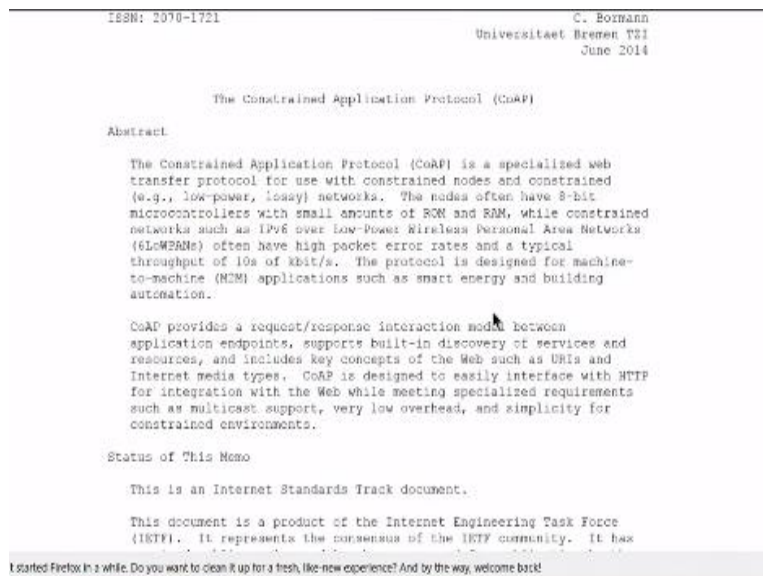 ISSN: 2070-1721 C. Bormann
Universitaet Bremen TZI
June 2014
The Constrained Application Protocol (CoAP)
Abstract
The Constrained Application Protocol (CoAP) is a specialized web
transfer protocol for use with constrained nodes and constrained
(e.g., low-power, lossy) networks. The nodes often have 8-bit
microcontrollers with small amounts of ROM and RAM, while constrained
networks such as IPv6 over Low-Power Wireless Personal Area Networks
(6LoWPANs) often have high packet error rates and a typical
throughput of 10s of kbit/s. The protocol is designed for machine-
to-machine (M2M) applications such as smart energy and building
automation.
CoAP provides a request/response interaction model between
application endpoints, supports built-in discovery of services and
resources, and includes key concepts of the Web such as URIs and
Internet media types. CoAP is designed to easily interface with HTTP
for integration with the Web while meeting specialized requirements
such as multicast support, very low overhead, and simplicity for
constrained environments.
Status of This Memo
This is an Internet Standards Track document.
This document is a product of the Internet Engineering Task Force
(IETF). It represents the consensus of the IETF community. It has
t started Firefox in a while. Do you want to clean it up for a fresh, like-new experience? And by the way, welcome back!